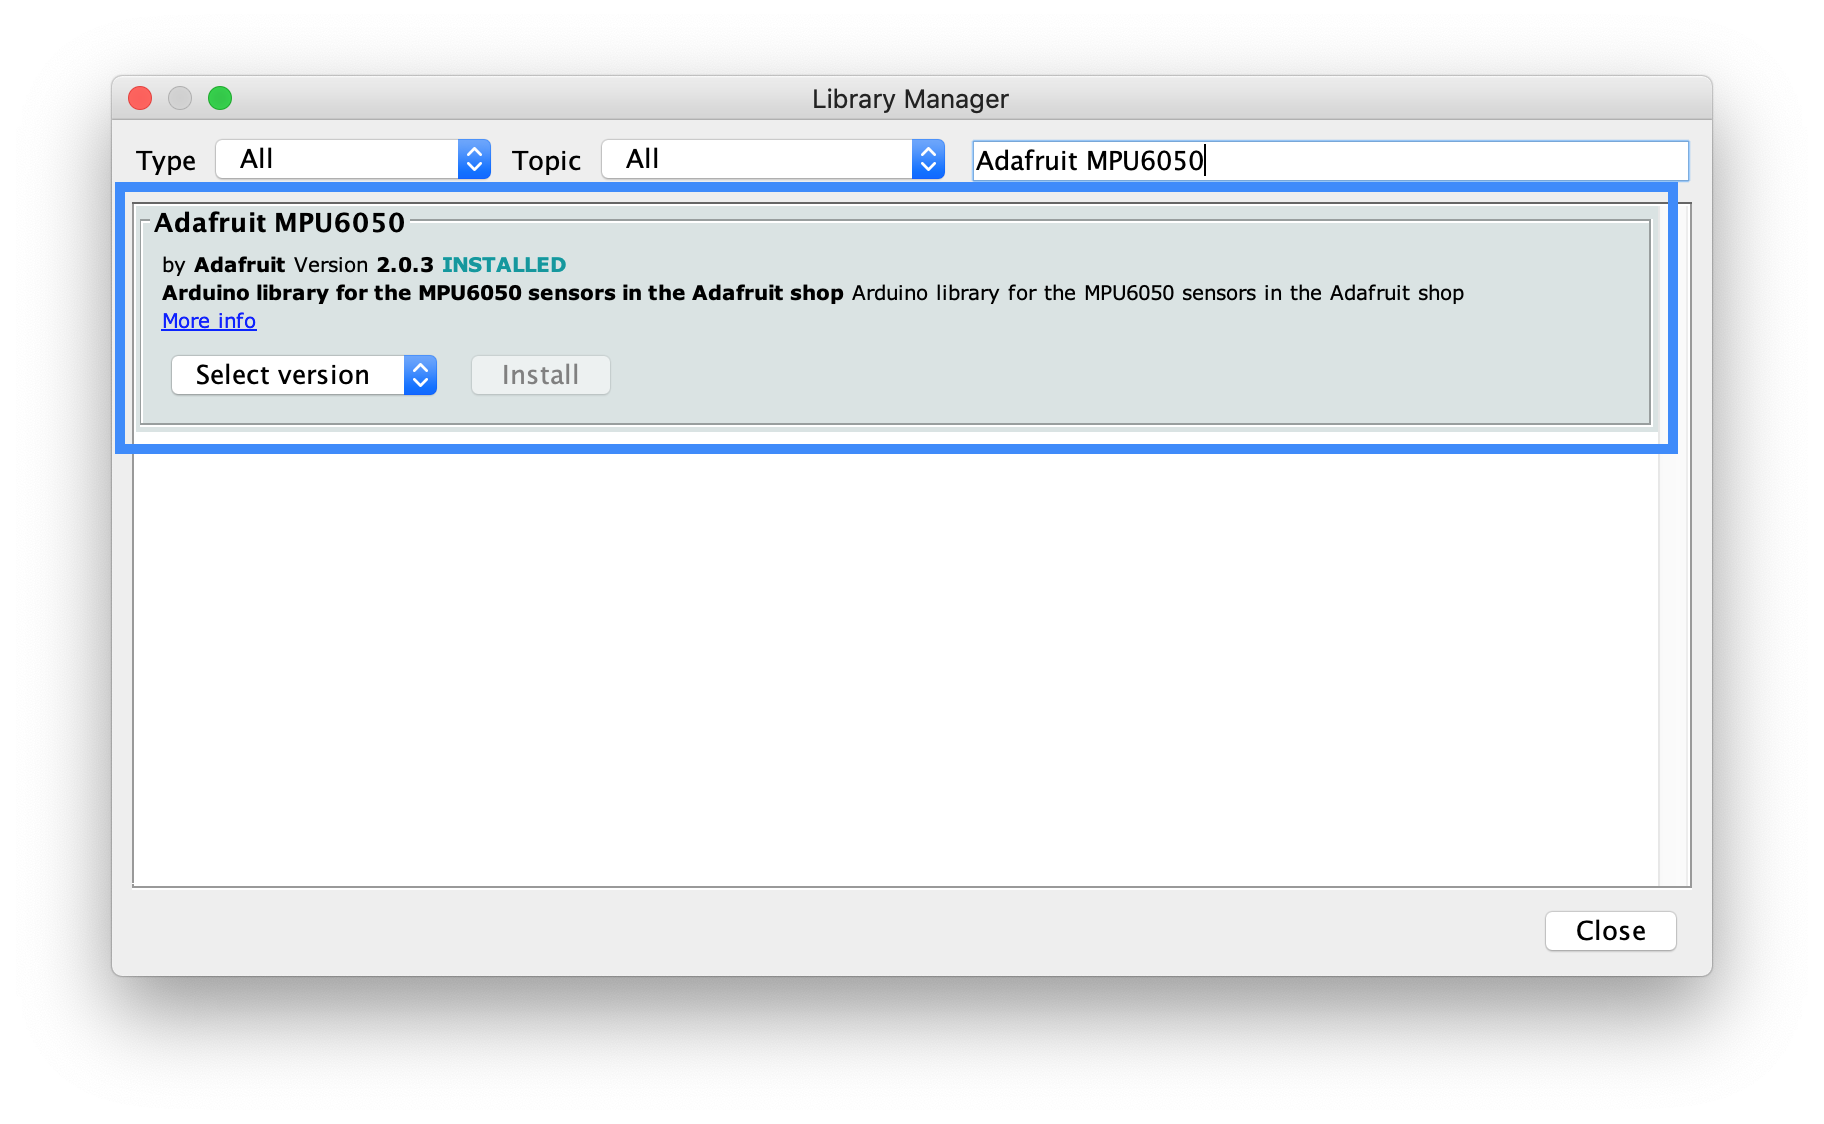 Library Manager
Type All Topic All Adafruit MPU6050
Adafruit MPU6050
by Adafruit Version 2.0.3 INSTALLED
Arduino library for the MPU6050 sensors in the Adafruit shop Arduino library for the MPU6050 sensors in the Adafruit shop
More info
Select version Install
Close